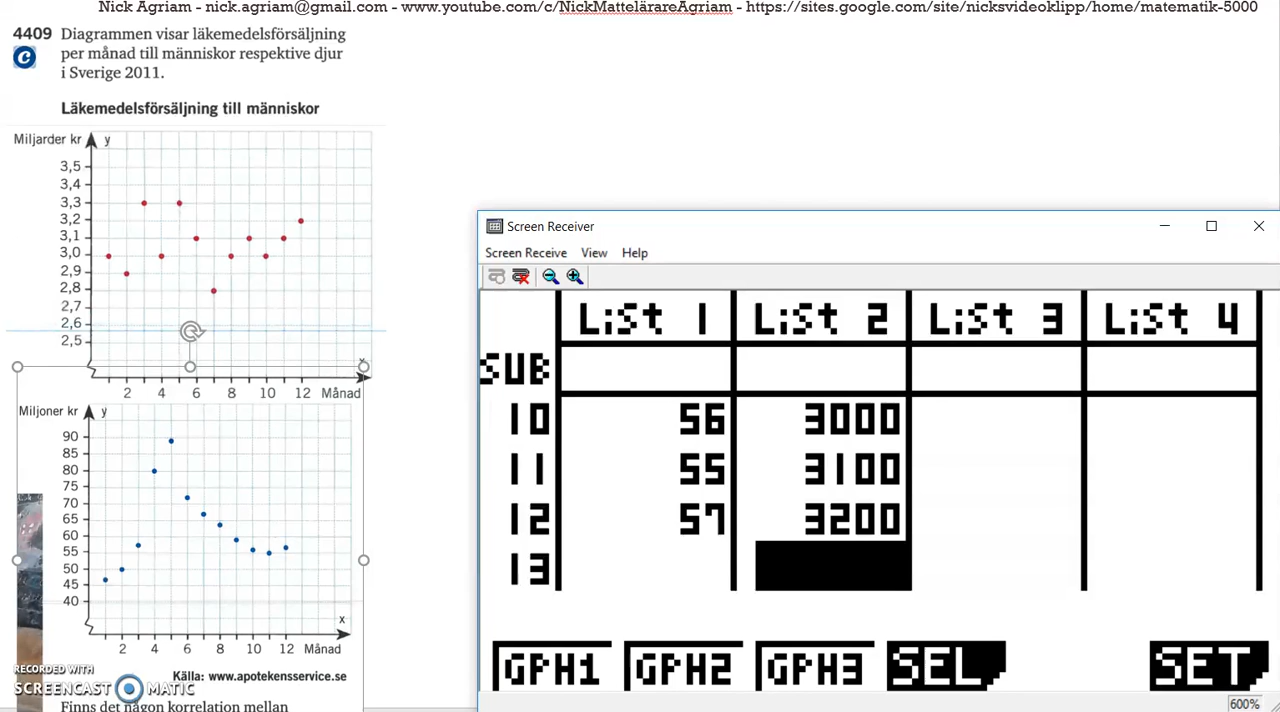 Nick Agriam - nick.agriam@gmail.com - www.youtube.com/c/NickMattelärareAgriam - https://sites.google.com/site/nicksvideoklipp/home/matematik-5000
4409 Diagrammen visar läkemedelsförsäljning
per månad till människor respektive djur
i Sverige 2011.
C
Läkemedelsförsäljning till människor
Miljarder kr y
3,5
3,4
3,3
3,2
3,1
3,0
2,9
2,8
2,7
2,6
2,5
x
2 4 6 8 10 12 Månad
Miljoner kr y
90
85
80
75
70
65
60
55
50
45
40
x
2 4 6 8 10 12 Månad
Källa: www.apotekensservice.se
Finns det någon korrelation mellan
RECORDED WITH
SCREENCAST MATIC
Screen Receiver
Screen Receive View Help
List 1 List 2 List 3 List 4
SUB
10 56 3000
11 55 3100
12 57 3200
13
GPH1 GPH2 GPH3 SEL SET
600%